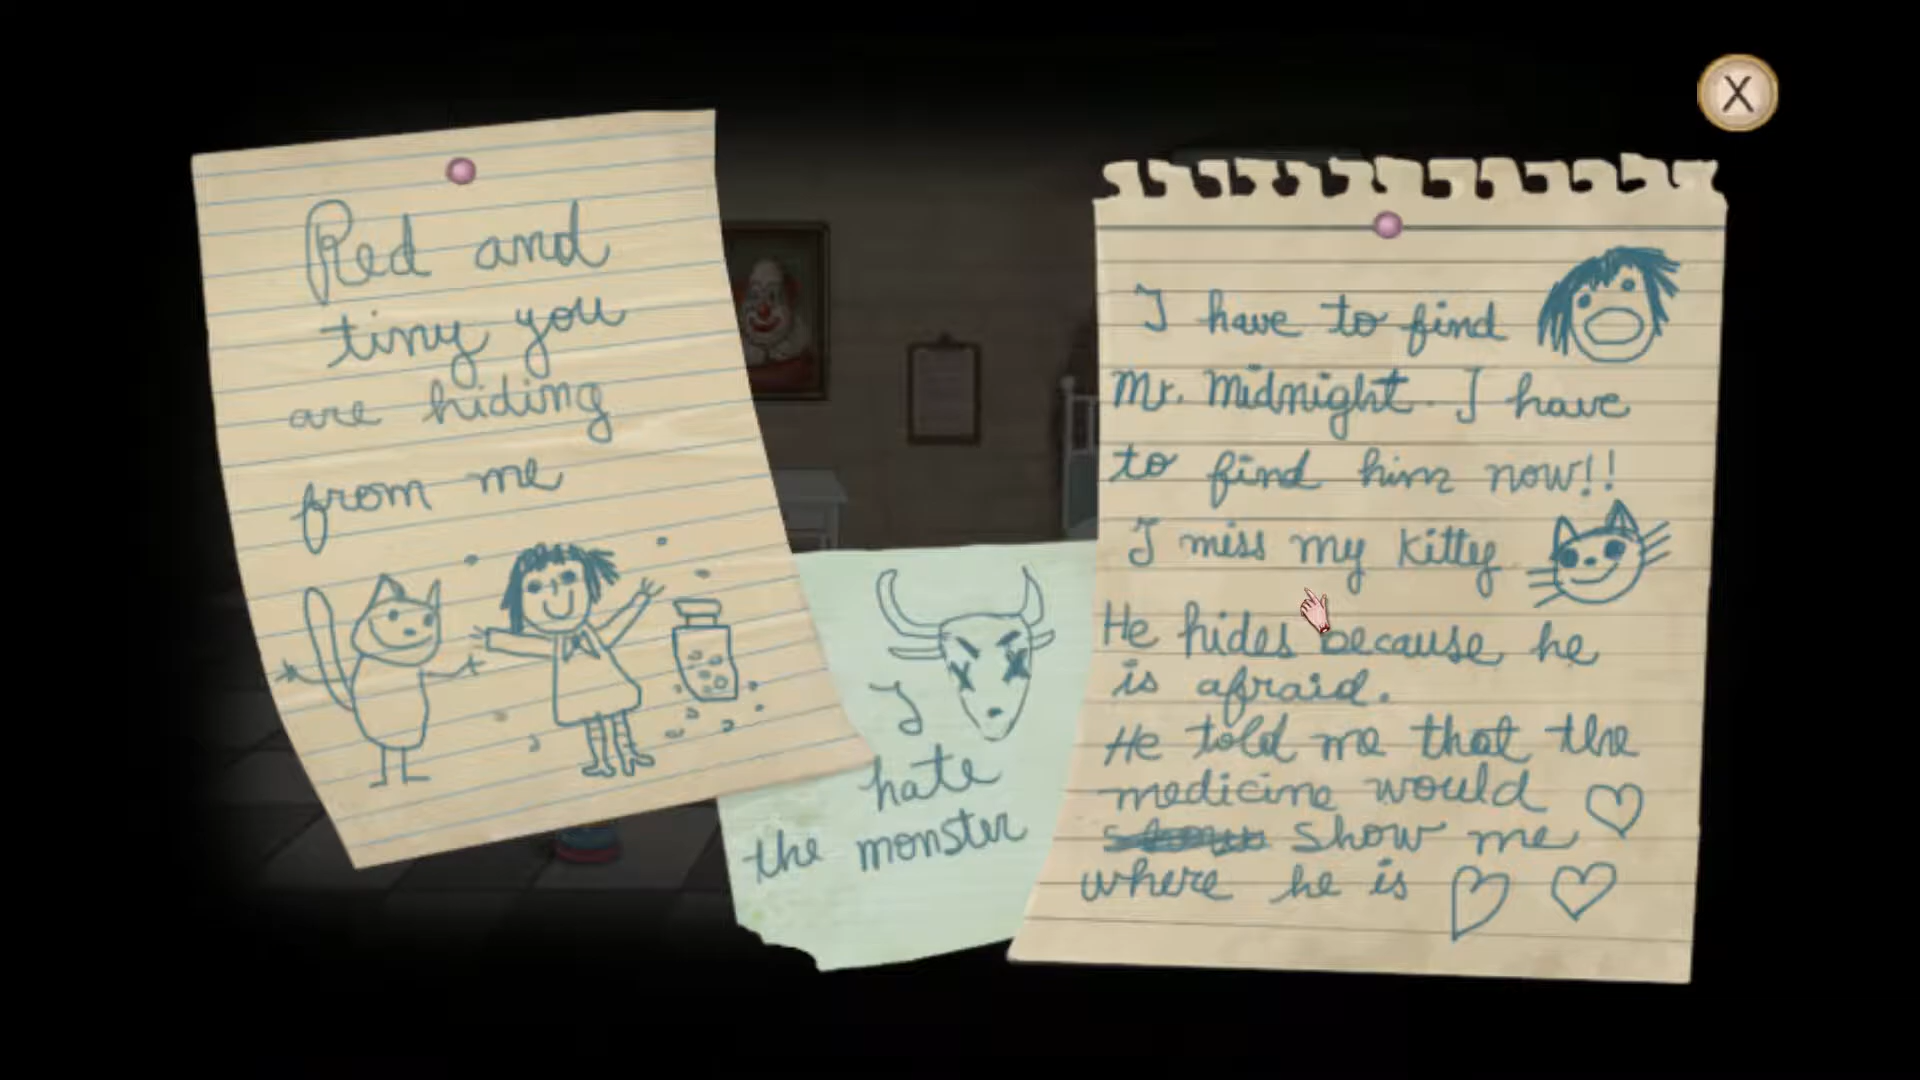 Red and
tiny you
are hiding
from me
I
hate
the monster
I have to find
Mr. Midnight. I have
to find him now!!
I miss my Kitty
He hides because he
is afraid.
He told me that the
medicine would
show me
where he is
X